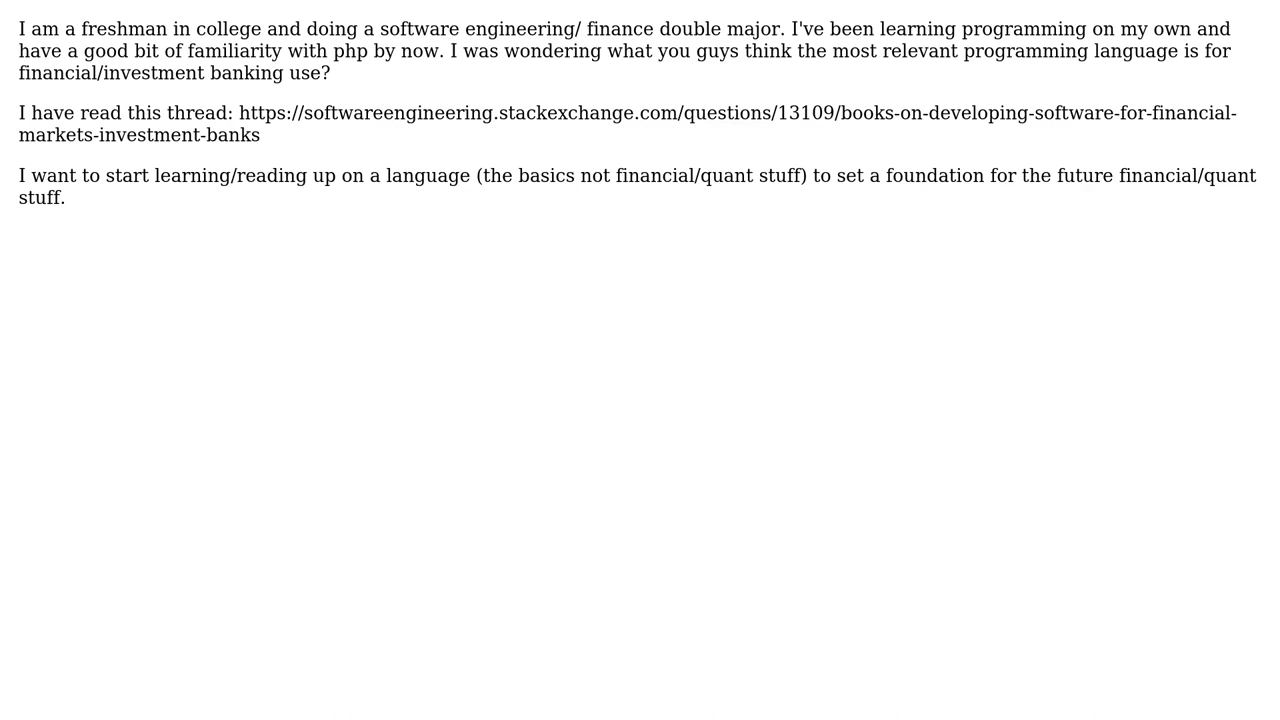 I am a freshman in college and doing a software engineering/ finance double major. I've been learning programming on my own and
have a good bit of familiarity with php by now. I was wondering what you guys think the most relevant programming language is for
financial/investment banking use?
I have read this thread: https://softwareengineering.stackexchange.com/questions/13109/books-on-developing-software-for-financial-
markets-investment-banks
I want to start learning/reading up on a language (the basics not financial/quant stuff) to set a foundation for the future financial/quant
stuff.